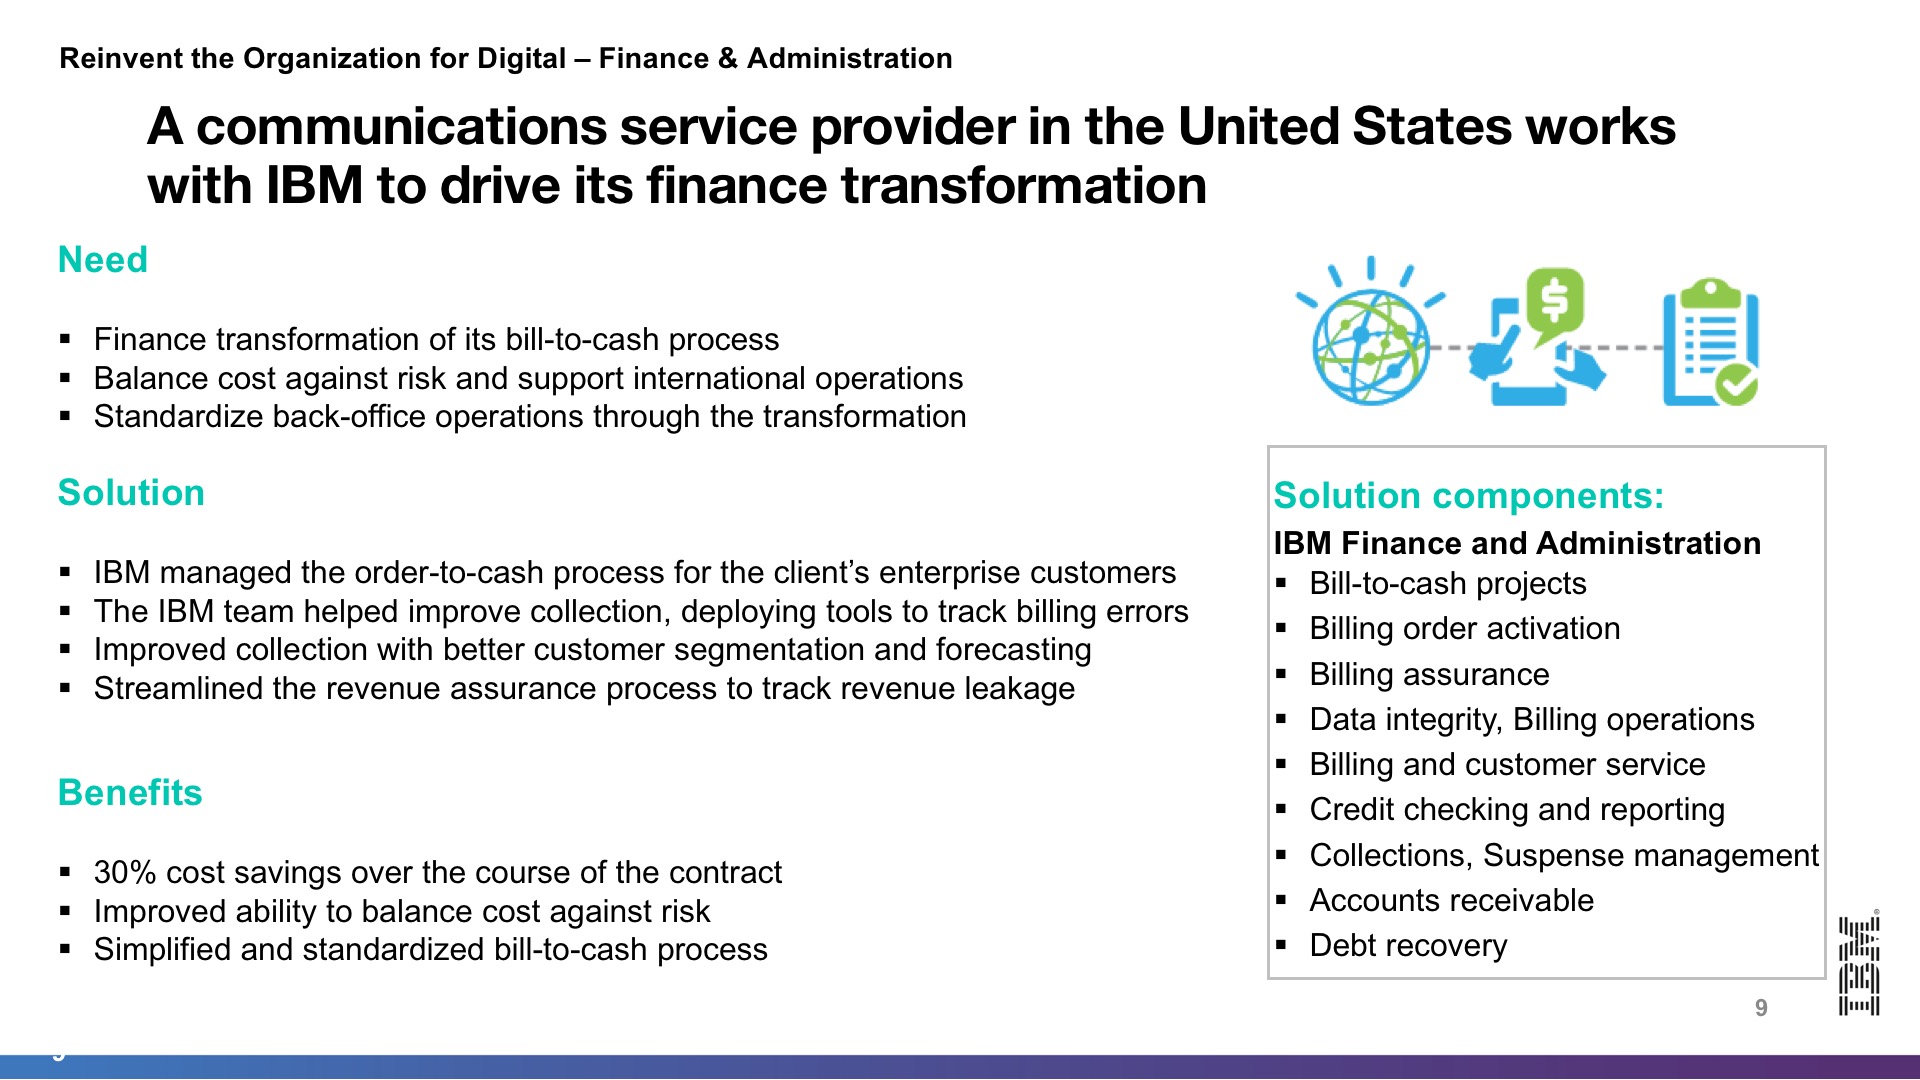 Reinvent the Organization for Digital – Finance & Administration
A communications service provider in the United States works
with IBM to drive its finance transformation
Need
▪ Finance transformation of its bill-to-cash process
▪ Balance cost against risk and support international operations
▪ Standardize back-office operations through the transformation
Solution
▪ IBM managed the order-to-cash process for the client’s enterprise customers
▪ The IBM team helped improve collection, deploying tools to track billing errors
▪ Improved collection with better customer segmentation and forecasting
▪ Streamlined the revenue assurance process to track revenue leakage
Benefits
▪ 30% cost savings over the course of the contract
▪ Improved ability to balance cost against risk
▪ Simplified and standardized bill-to-cash process
$
Solution components:
IBM Finance and Administration
▪ Bill-to-cash projects
▪ Billing order activation
▪ Billing assurance
▪ Data integrity, Billing operations
▪ Billing and customer service
▪ Credit checking and reporting
▪ Collections, Suspense management
▪ Accounts receivable
▪ Debt recovery
IBM®
9